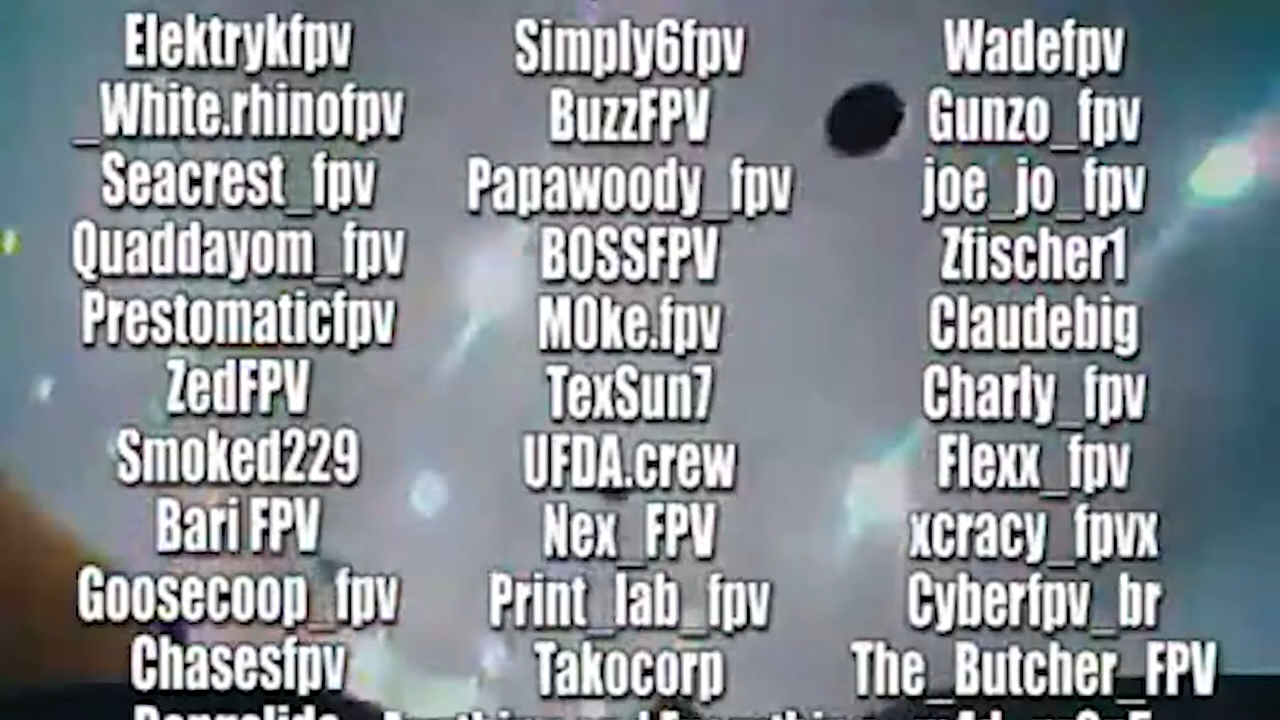 Elektrykfpv Simply6fpv Wadefpv
_White.rhinofpv BuzzFPV Gunzo_fpv
Seacrest_fpv Papawoody_fpv joe_jo_fpv
Quaddayom_fpv BOSSFPV Zfischer1
Prestomaticfpv M0ke.fpv Claudebig
ZedFPV TexSun7 Charly_fpv
Smoked229 UFDA.crew Flexx_fpv
Bari FPV Nex_FPV xcracy_fpvx
Goosecoop_fpv Print_lab_fpv Cyberfpv_br
Chasesfpv Takocorp The_Butcher_FPV